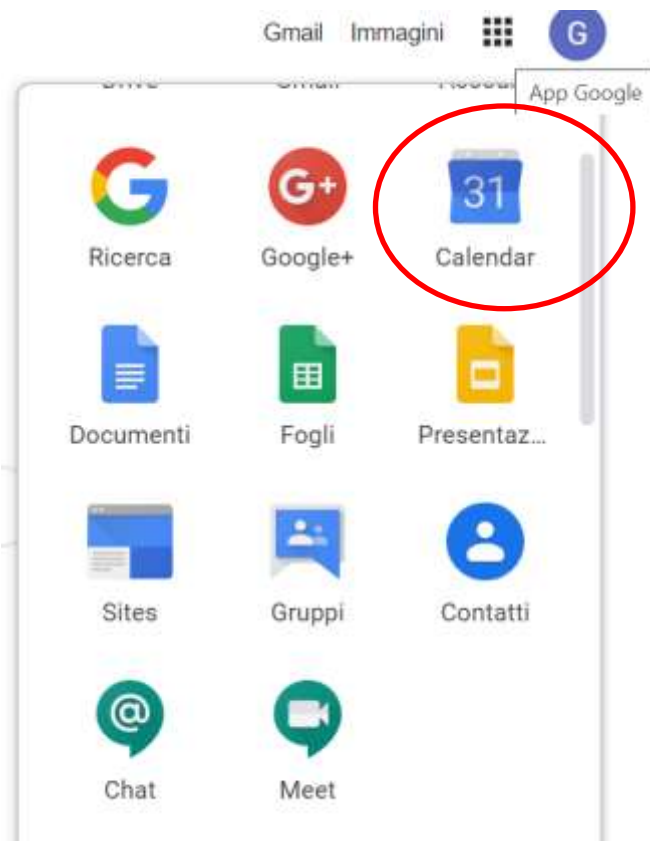 Gmail Immagini G
App Google
G+ 31
Ricerca Google+ Calendar
Documenti Fogli Presentaz...
Sites Gruppi Contatti
@
Chat Meet